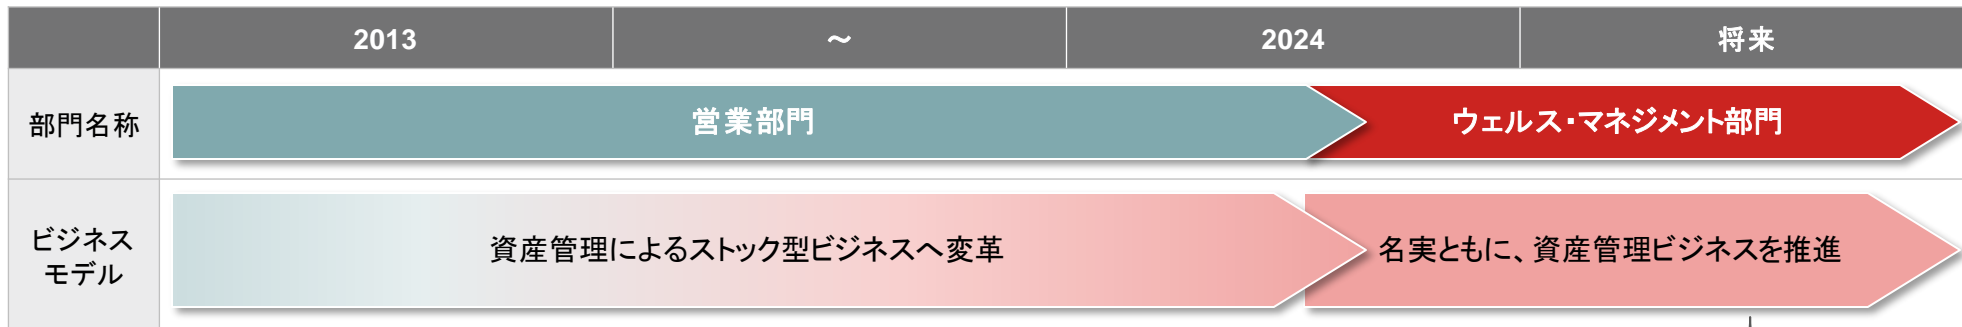 2013
～
2024
将来
部門名称
営業部門
ウェルス・マネジメント部門
ビジネス
モデル
資産管理によるストック型ビジネスへ変革
名実ともに、資産管理ビジネスを推進